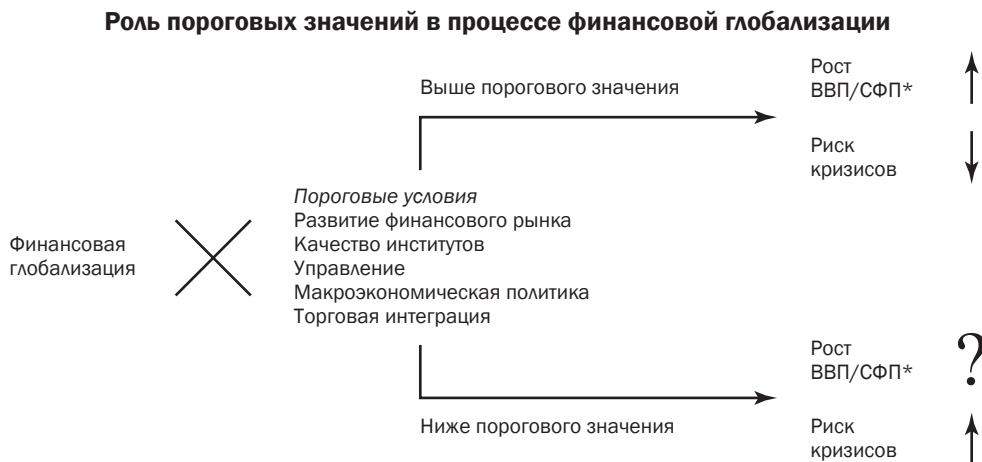 Роль пороговых значений в процессе финансовой глобализации
Выше порогового значения
Рост
ВВП/СФП*
Риск
кризисов
Финансовая
глобализация
Пороговые условия
Развитие финансового рынка
Качество институтов
Управление
Макроэкономическая политика
Торговая интеграция
Рост
ВВП/СФП*
?
Ниже порогового значения
Риск
кризисов